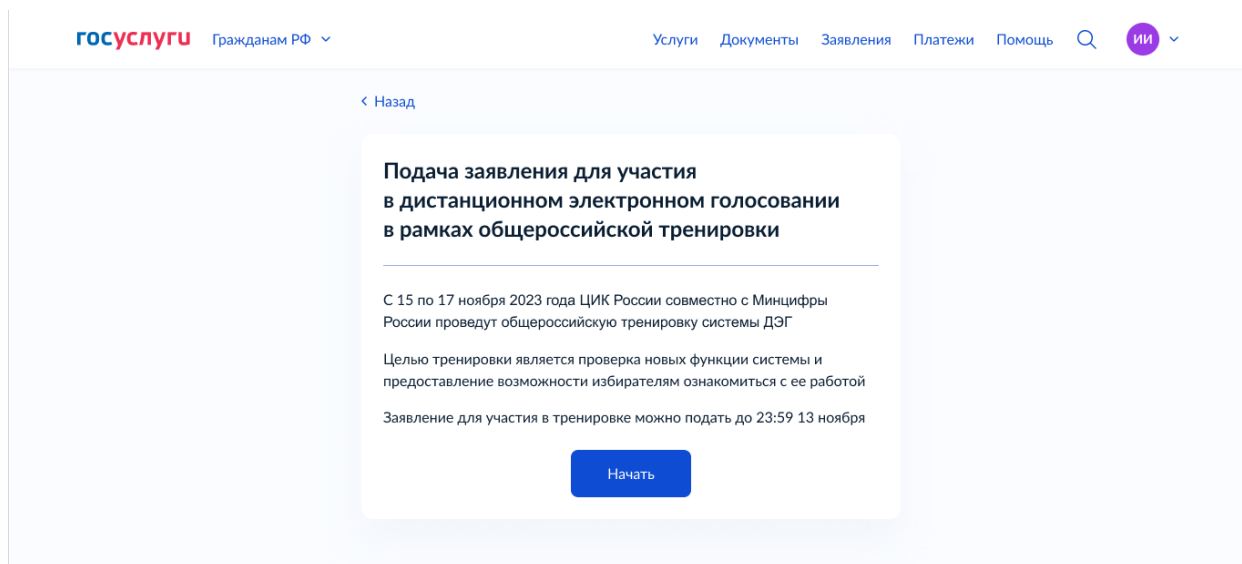 госуслуги Гражданам РФ Услуги Документы Заявления Платежи Помощь ИИ
Назад
Подача заявления для участия
в дистанционном электронном голосовании
в рамках общероссийской тренировки
С 15 по 17 ноября 2023 года ЦИК России совместно с Минцифры
России проведут общероссийскую тренировку системы ДЭГ
Целью тренировки является проверка новых функции системы и
предоставление возможности избирателям ознакомиться с ее работой
Заявление для участия в тренировке можно подать до 23:59 13 ноября
Начать